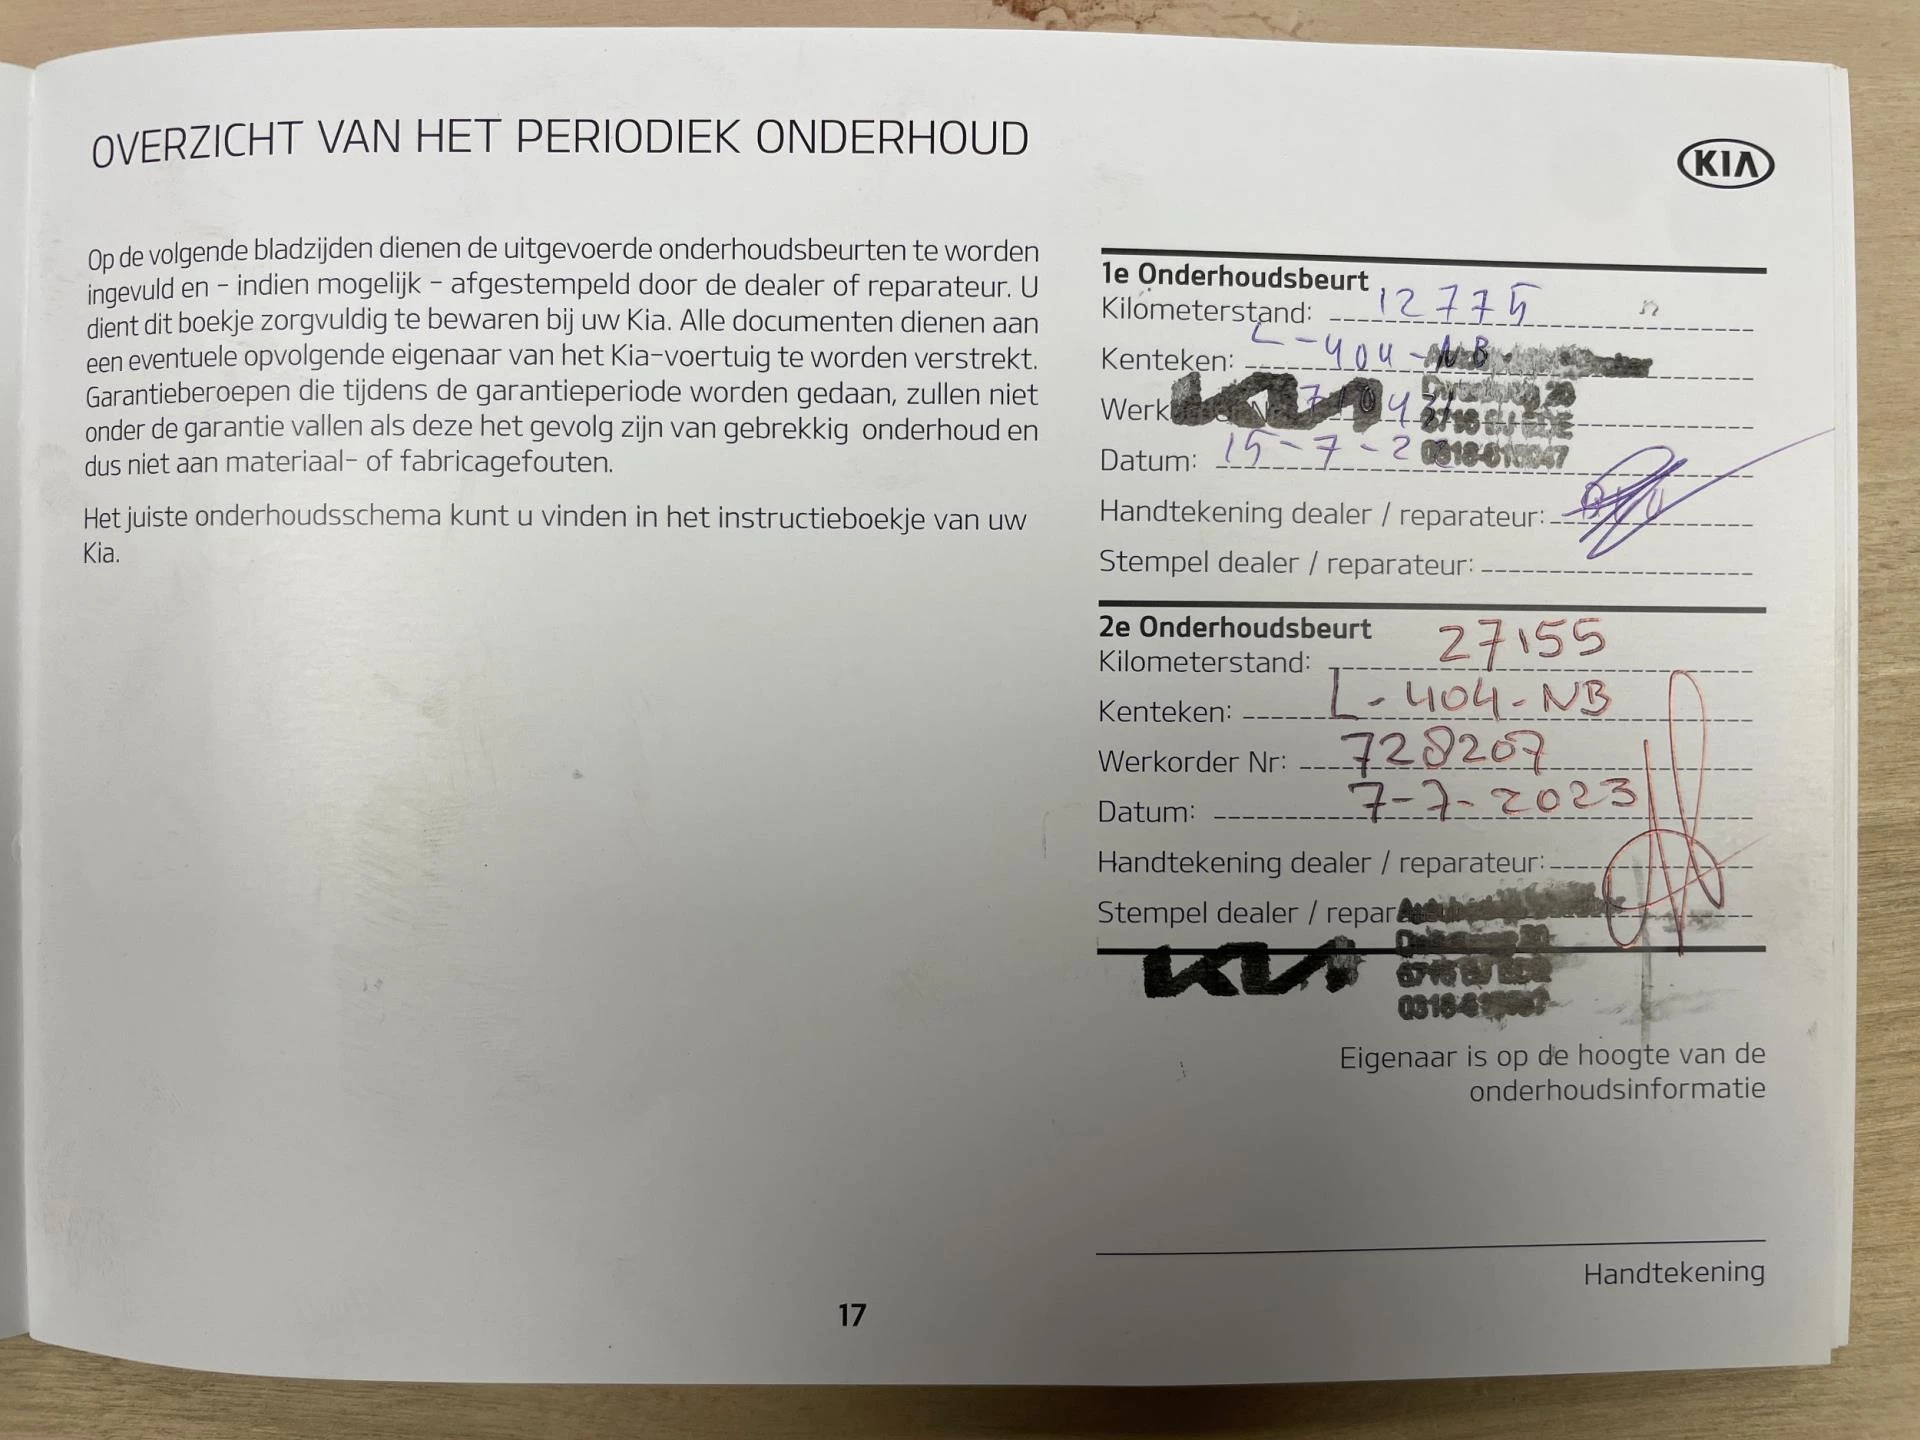 OVERZICHT VAN HET PERIODIEK ONDERHOUD
KIA
Op de volgende bladzijden dienen de uitgevoerde onderhoudsbeurten te worden
ingevuld en – indien mogelijk – afgestempeld door de dealer of reparateur. U
dient dit boekje zorgvuldig te bewaren bij uw Kia. Alle documenten dienen aan
een eventuele opvolgende eigenaar van het Kia-voertuig te worden verstrekt.
Garantieberoepen die tijdens de garantieperiode worden gedaan, zullen niet
onder de garantie vallen als deze het gevolg zijn van gebrekkig onderhoud en
dus niet aan materiaal- of fabricagefouten.
Het juiste onderhoudsschema kunt u vinden in het instructieboekje van uw
Kia.
1e Onderhoudsbeurt
Kilometerstand: 12775
Kenteken: L-404-NB
KIA
Datum: 15-7-2
Handtekening dealer / reparateur:
Stempel dealer / reparateur:
2e Onderhoudsbeurt
Kilometerstand: 27155
Kenteken: L-404-NB
Werkorder Nr: 728207
Datum: 7-7-2023
Handtekening dealer / reparateur:
Stempel dealer /
KIA
Eigenaar is op de hoogte van de
onderhoudsinformatie
Handtekening
17